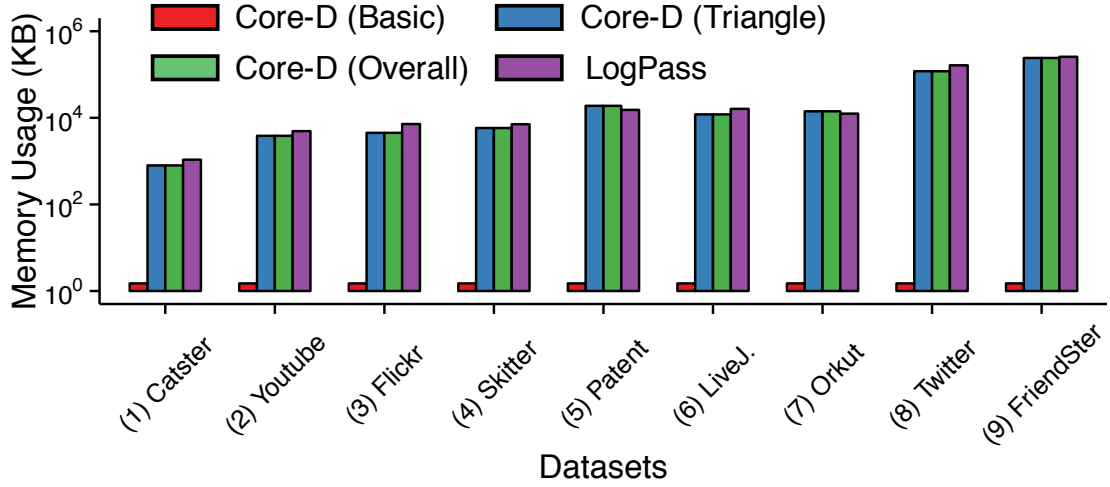 Core-D (Basic)
Core-D (Triangle)
Core-D (Overall)
LogPass
Memory Usage (KB)
10^6
10^4
10^2
10^0
(1) Catster
(2) Youtube
(3) Flickr
(4) Skitter
(5) Patent
(6) LiveJ.
(7) Orkut
(8) Twitter
(9) FriendSter
Datasets